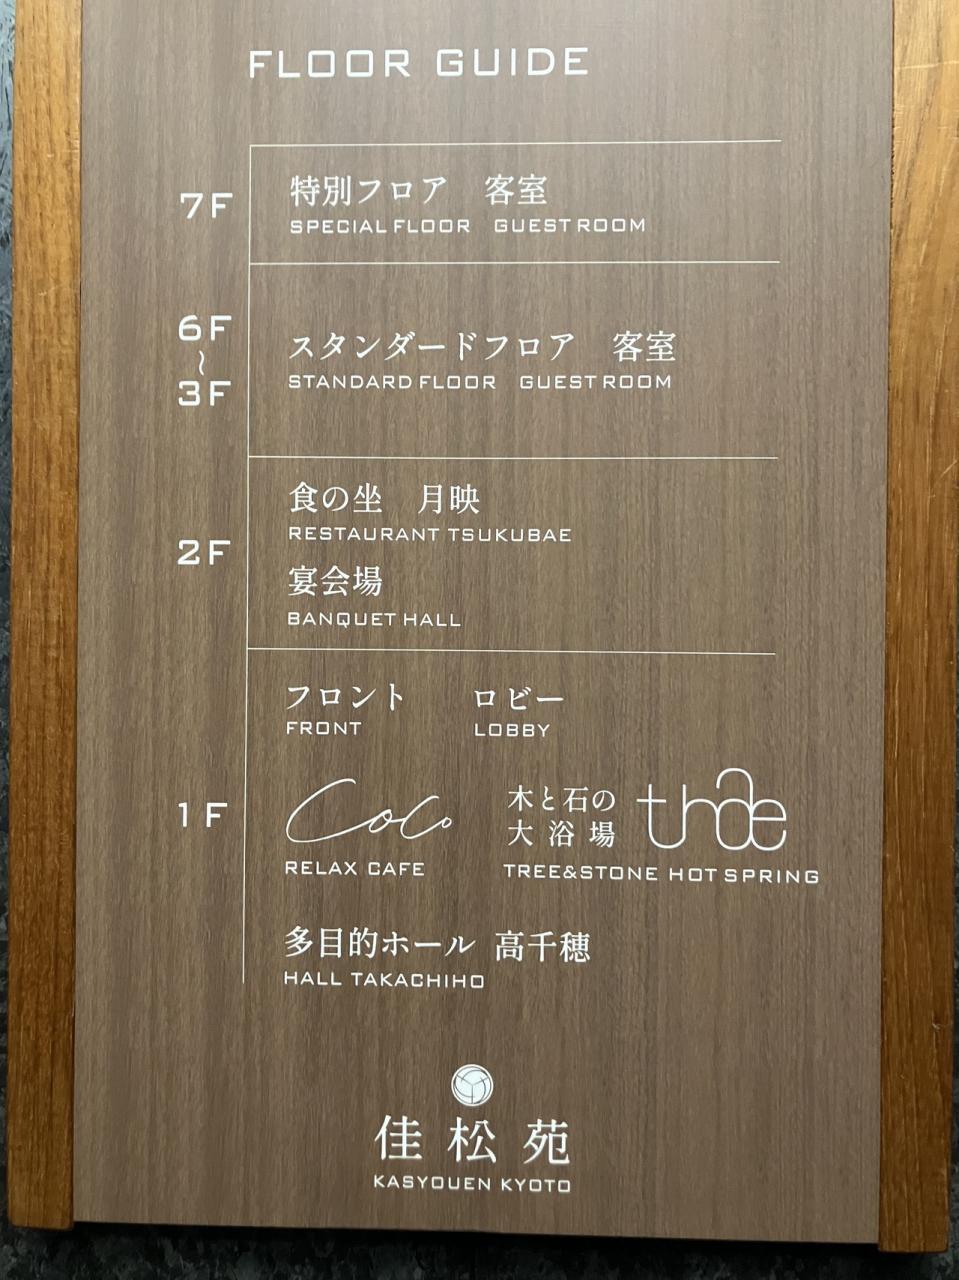 FLOOR GUIDE
7F
特別フロア 客室
SPECIAL FLOOR GUEST ROOM
6F
〜
3F
スタンダードフロア 客室
STANDARD FLOOR GUEST ROOM
2F
食の坐 月映
RESTAURANT TSUKUBAE
宴会場
BANQUET HALL
1F
フロント ロビー
FRONT LOBBY
CoCo 木と石の
大浴場 thae
RELAX CAFE TREE&STONE HOT SPRING
多目的ホール 高千穂
HALL TAKACHIHO
佳松苑
KASYOUEN KYOTO